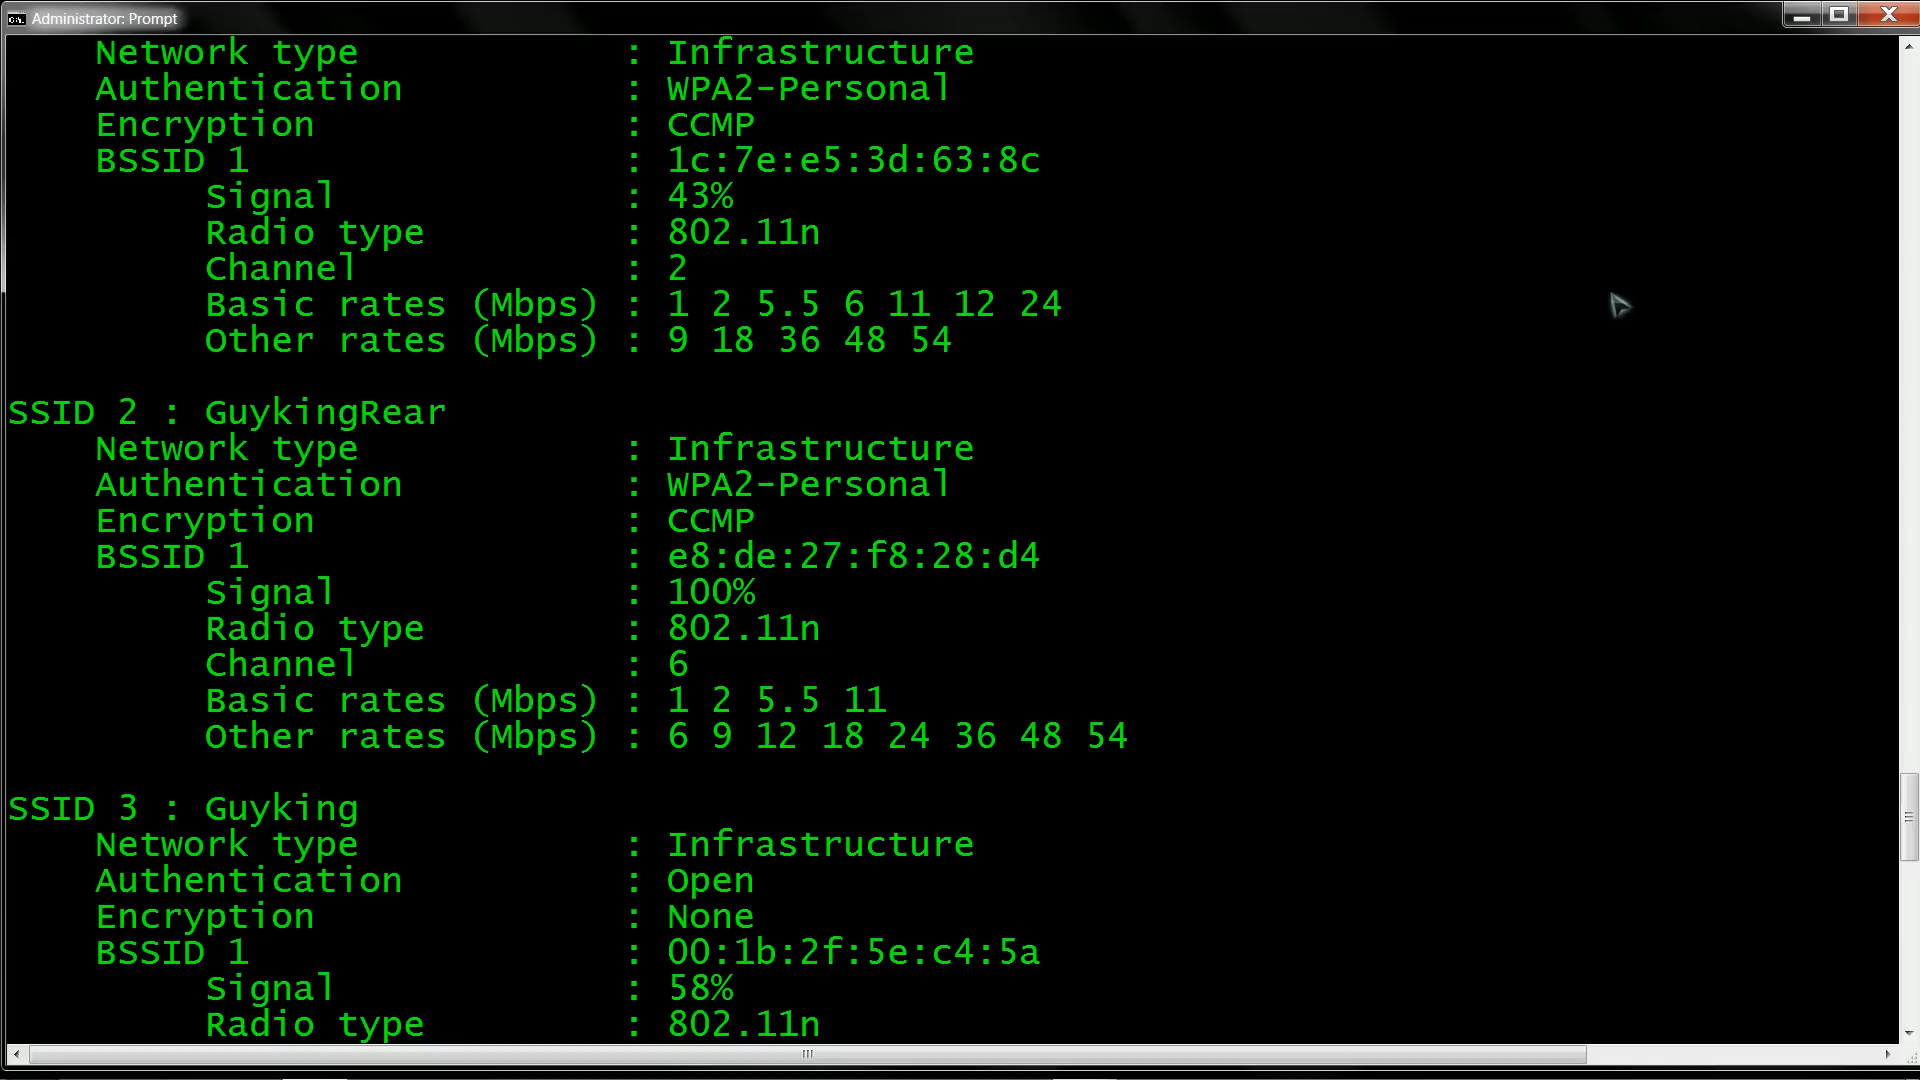 Administrator: Prompt
Network type : Infrastructure
Authentication : WPA2-Personal
Encryption : CCMP
BSSID 1 : 1c:7e:e5:3d:63:8c
Signal : 43%
Radio type : 802.11n
Channel : 2
Basic rates (Mbps) : 1 2 5.5 6 11 12 24
Other rates (Mbps) : 9 18 36 48 54
SSID 2 : GuykingRear
Network type : Infrastructure
Authentication : WPA2-Personal
Encryption : CCMP
BSSID 1 : e8:de:27:f8:28:d4
Signal : 100%
Radio type : 802.11n
Channel : 6
Basic rates (Mbps) : 1 2 5.5 11
Other rates (Mbps) : 6 9 12 18 24 36 48 54
SSID 3 : Guyking
Network type : Infrastructure
Authentication : Open
Encryption : None
BSSID 1 : 00:1b:2f:5e:c4:5a
Signal : 58%
Radio type : 802.11n